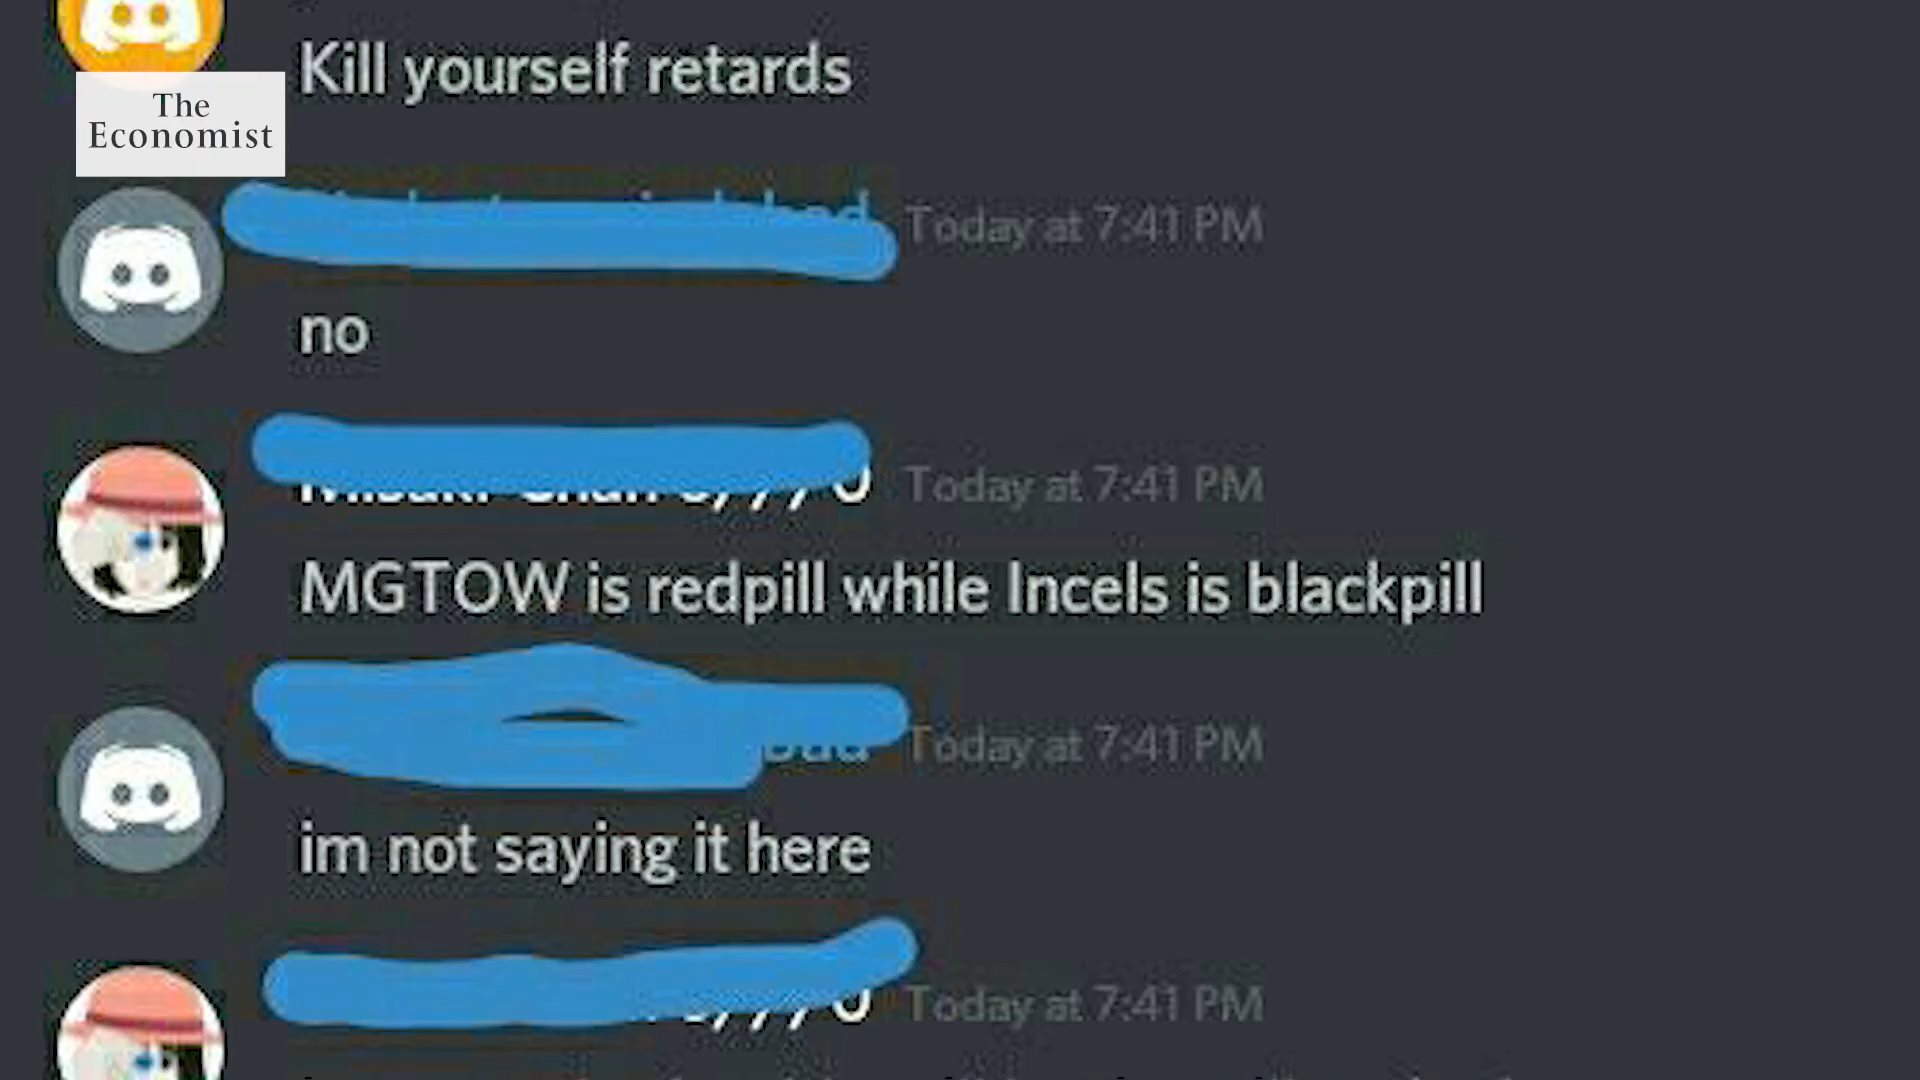 Kill yourself retards
The
Economist
Today at 7:41 PM
no
Today at 7:41 PM
MGTOW is redpill while Incels is blackpill
Today at 7:41 PM
im not saying it here
Today at 7:41 PM